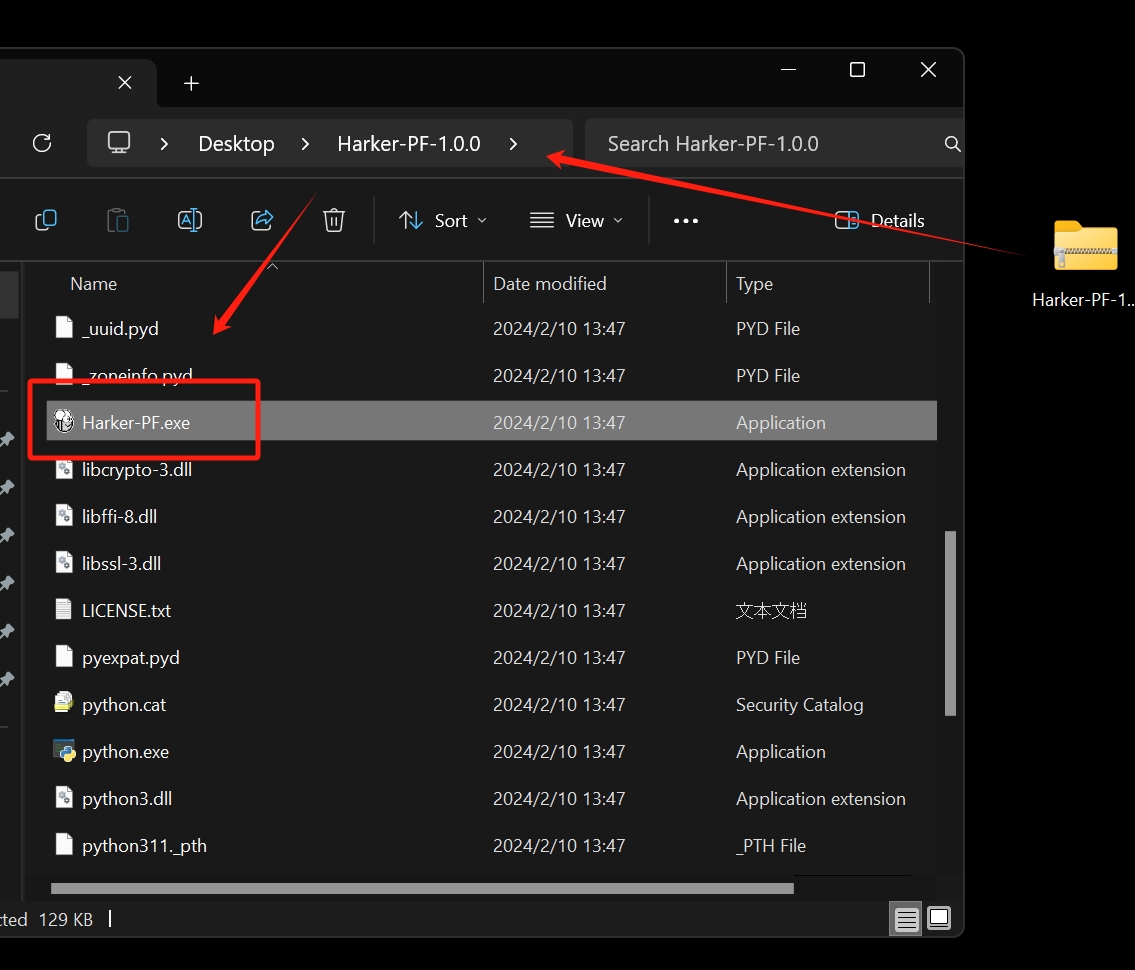 Desktop
Harker-PF-1.0.0
Search Harker-PF-1.0.0
Sort
View
Details
Harker-PF-1...
Name
Date modified
Type
_uuid.pyd 2024/2/10 13:47 PYD File
_zoneinfo.pyd 2024/2/10 13:47 PYD File
Harker-PF.exe 2024/2/10 13:47 Application
libcrypto-3.dll 2024/2/10 13:47 Application extension
libffi-8.dll 2024/2/10 13:47 Application extension
libssl-3.dll 2024/2/10 13:47 Application extension
LICENSE.txt 2024/2/10 13:47 文本文档
pyexpat.pyd 2024/2/10 13:47 PYD File
python.cat 2024/2/10 13:47 Security Catalog
python.exe 2024/2/10 13:47 Application
python3.dll 2024/2/10 13:47 Application extension
python311._pth 2024/2/10 13:47 _PTH File
cted 129 KB